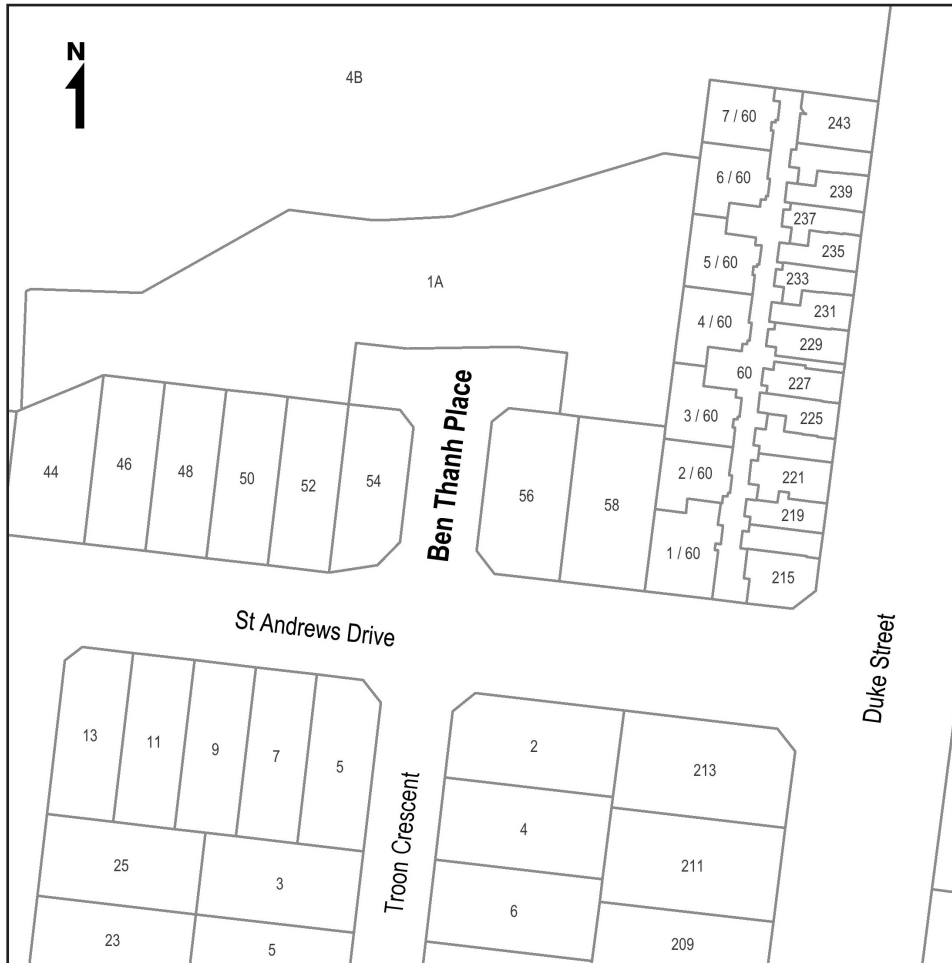 N
4B
7 / 60
243
6 / 60
239
237
5 / 60
235
233
1A
4 / 60
231
229
60
227
3 / 60
225
Ben Thanh Place
44
46
48
50
52
54
56
58
2 / 60
221
219
1 / 60
215
St Andrews Drive
Duke Street
13
11
9
7
5
2
213
Troon Crescent
4
25
3
211
6
23
5
209